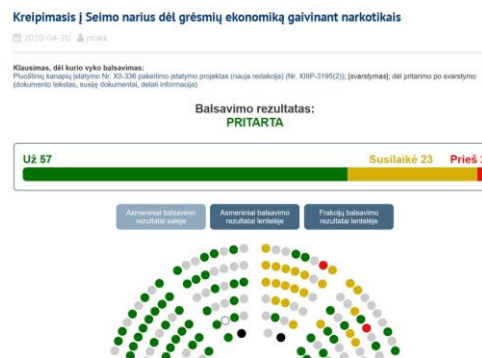 Kreipimasis į Seimo narius dėl grėsmių ekonomiką gaivinant narkotikais
2020-04-20 ntakk
Klausimas, dėl kurio vyko balsavimas:
Pluoštinių kanapių įstatymo Nr. XII-336 pakeitimo įstatymo projektas (nauja redakcija) (Nr. XIIIP-3195(2)); [svarstymas]; dėl pritarimo po svarstymo
(dokumento tekstas, susiję dokumentai, detali informacija)
Balsavimo rezultatas:
PRITARTA
Už 57 Susilaikė 23 Prieš
Asmeniniai balsavimo rezultatai salėje
Asmeniniai balsavimo rezultatai lentelėje
Frakcijų balsavimo rezultatai lentelėje